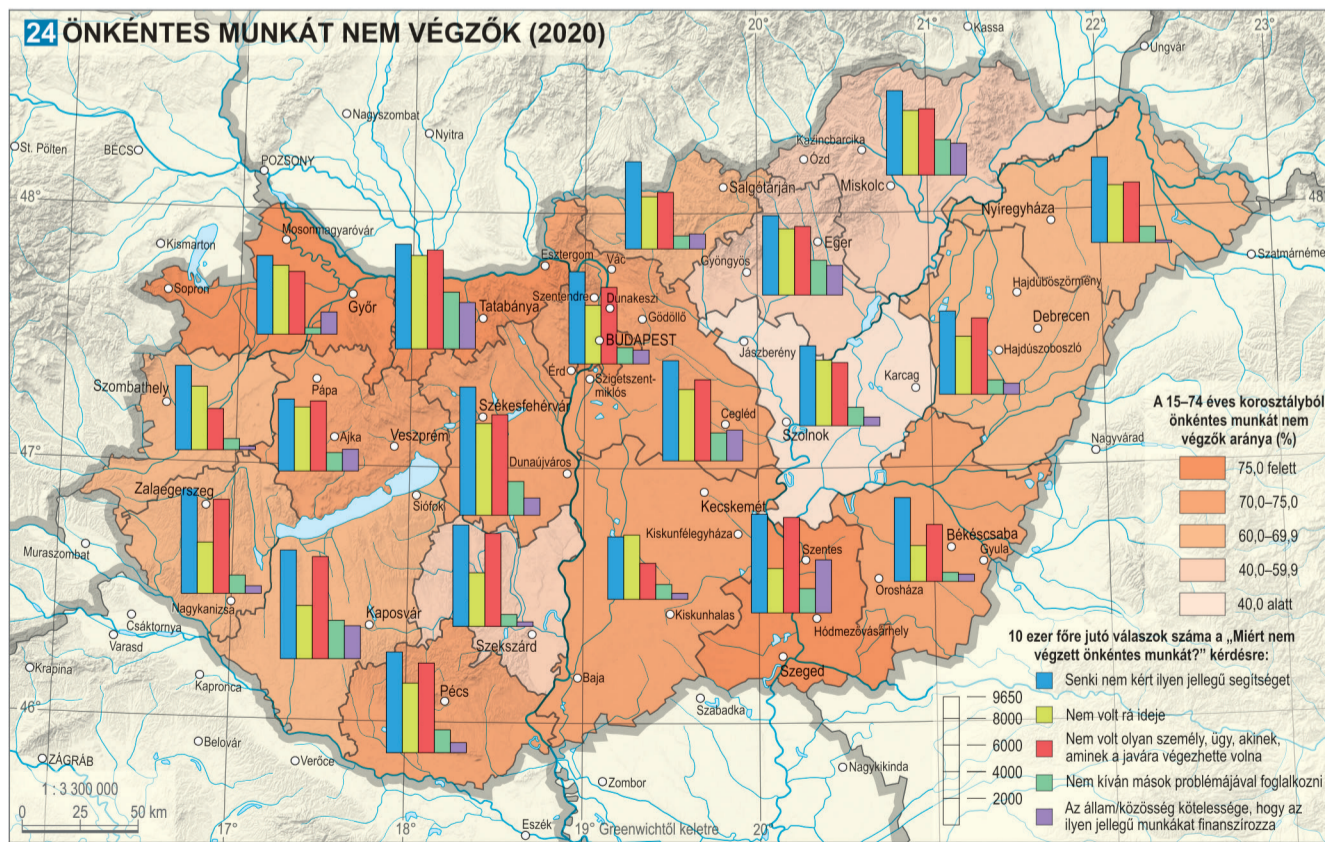 24 ÖNKÉNTES MUNKÁT NEM VÉGZŐK (2020)
17°
18°
19° Greenwichtől keletre
20°
20°
21°
22°
23°
48°
48°
47°
46°
Kassa
Ungvár
Nagyszombat
Nyitra
St. Pölten
BÉCS
POZSONY
Kazincbarcika
Ózd
Miskolc
Salgótarján
Nyíregyháza
Mosonmagyaróvár
Kismarton
Sopron
Győr
Tatabánya
Esztergom
Vác
Szentendre
Dunakeszi
Gödöllő
BUDAPEST
Érd
Szigetszent-
miklós
Eger
Gyöngyös
Szatmárnémeti
Hajdúböszörmény
Debrecen
Hajdúszoboszló
Jászberény
Karcag
Szombathely
Pápa
Ajka
Veszprém
Székesfehérvár
Dunaújváros
Cegléd
Szolnok
Nagyvárad
Zalaegerszeg
Siófok
Kecskemét
Kiskunfélegyháza
Szentes
Békéscsaba
Gyula
Orosháza
Muraszombat
Nagykanizsa
Csáktornya
Varasd
Kaposvár
Szekszárd
Kiskunhalas
Hódmezővásárhely
Szeged
Krapina
Kapronca
Pécs
Baja
Szabadka
Belovár
ZÁGRÁB
Verőce
Zombor
Nagykikinda
Eszék
1 : 3 300 000
0 25 50 km
A 15–74 éves korosztályból
önkéntes munkát nem
végzők aránya (%)
75,0 felett
70,0–75,0
60,0–69,9
40,0–59,9
40,0 alatt
10 ezer főre jutó válaszok száma a „Miért nem
végzett önkéntes munkát?” kérdésre:
9650
8000
6000
4000
2000
Senki nem kért ilyen jellegű segítséget
Nem volt rá ideje
Nem volt olyan személy, ügy, akinek,
aminek a javára végezhette volna
Nem kíván mások problémájával foglalkozni
Az állam/közösség kötelessége, hogy az
ilyen jellegű munkákat finanszírozza